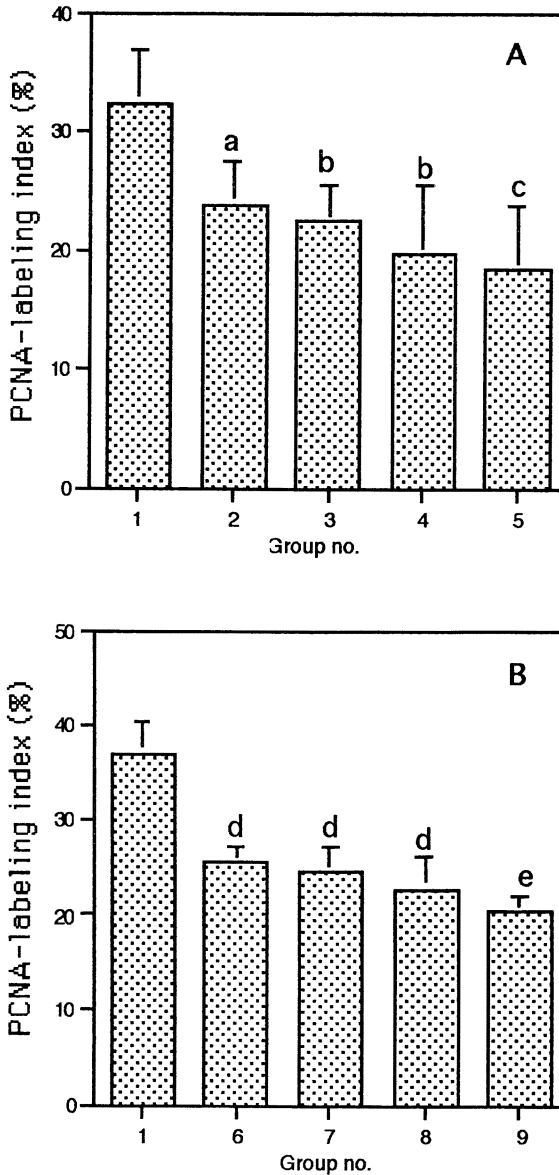 PCNA-labeling index (%)
40
30
20
10
0
A
a
b
b
c
1 2 3 4 5
Group no.
PCNA-labeling index (%)
50
40
30
20
10
0
B
d
d
d
e
1 6 7 8 9
Group no.